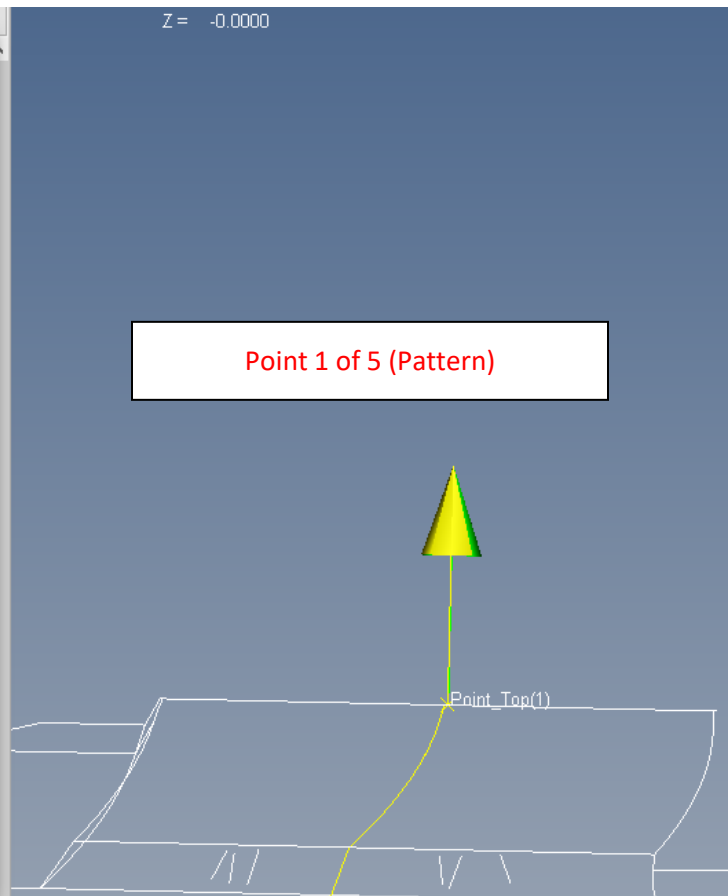 Z = -0.0000
Point 1 of 5 (Pattern)
Point_Top(1)